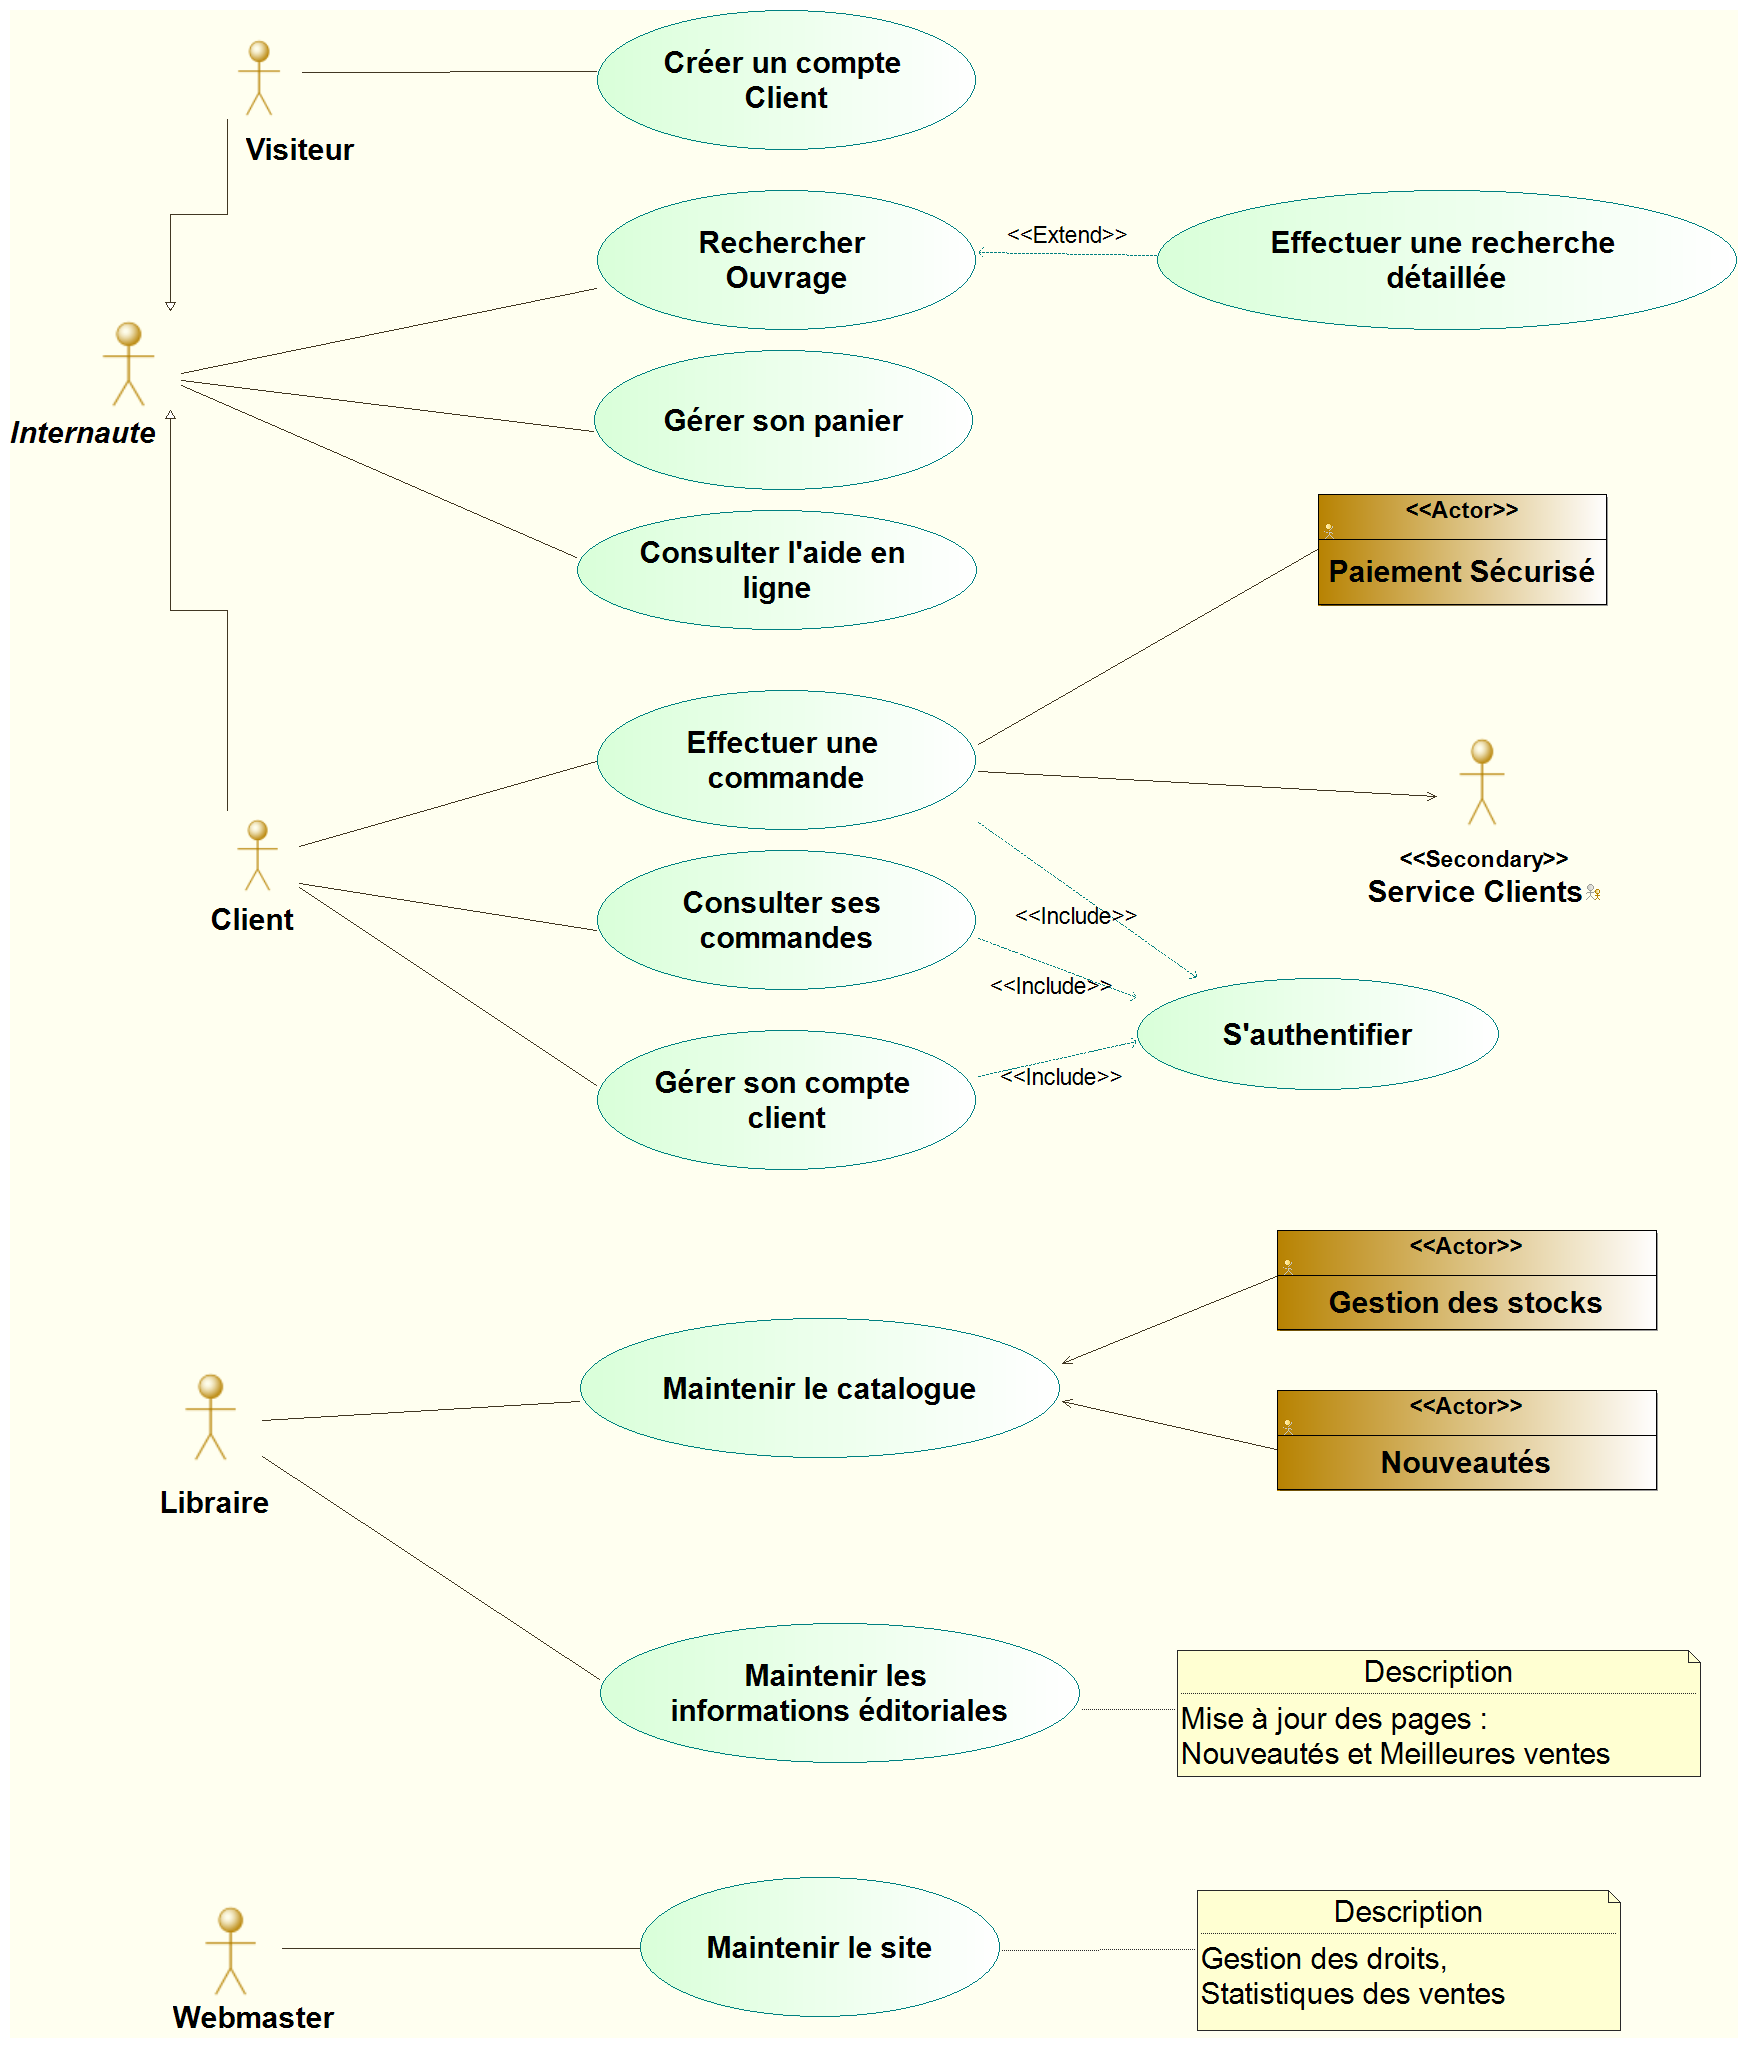 Créer un compte
Client
Visiteur
Rechercher
Ouvrage
<<Extend>>
Effectuer une recherche
détaillée
Internaute
Gérer son panier
Consulter l'aide en
ligne
<<Actor>>
Paiement Sécurisé
Effectuer une
commande
<<Secondary>>
Service Clients
Client
Consulter ses
commandes
<<Include>>
<<Include>>
S'authentifier
<<Include>>
Gérer son compte
client
<<Actor>>
Gestion des stocks
Maintenir le catalogue
<<Actor>>
Nouveautés
Libraire
Maintenir les
informations éditoriales
Description
Mise à jour des pages :
Nouveautés et Meilleures ventes
Webmaster
Maintenir le site
Description
Gestion des droits,
Statistiques des ventes